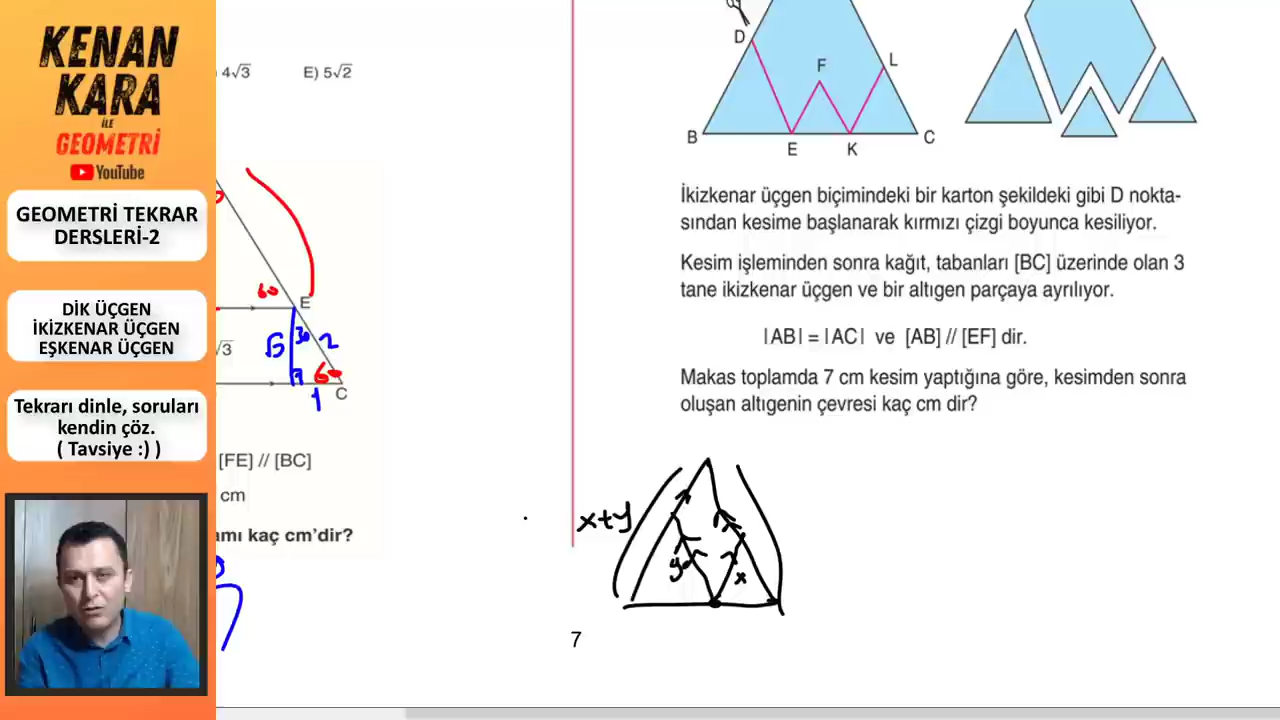 KENAN
KARA
İLE
GEOMETRİ
YouTube
GEOMETRİ TEKRAR
DERSLERİ-2
DİK ÜÇGEN
İKİZKENAR ÜÇGEN
EŞKENAR ÜÇGEN
Tekrarı dinle, soruları
kendin çöz.
( Tavsiye :) )
4√3 E) 5√2
60
E
√3 30 2
√3
60
1 C
[FE] // [BC]
cm
amı kaç cm'dir?
D
F
L
B
E
K
C
İkizkenar üçgen biçimindeki bir karton şekildeki gibi D nokta-
sından kesime başlanarak kırmızı çizgi boyunca kesiliyor.
Kesim işleminden sonra kağıt, tabanları [BC] üzerinde olan 3
tane ikizkenar üçgen ve bir altıgen parçaya ayrılıyor.
|AB| = |AC| ve [AB] // [EF] dir.
Makas toplamda 7 cm kesim yaptığına göre, kesimden sonra
oluşan altıgenin çevresi kaç cm dir?
x+y
y
x
7